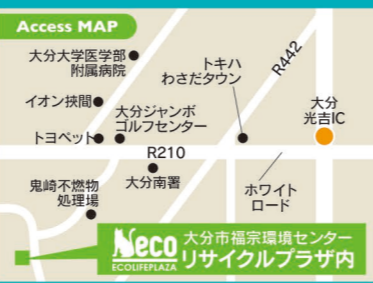 Access MAP
大分大学医学部
附属病院
トキハ
わさだタウン
R442
イオン挾間
大分ジャンボ
ゴルフセンター
大分
光吉IC
トヨペット
R210
鬼崎不燃物
処理場
大分南署
ホワイト
ロード
eco
ECOLIFEPLAZA
大分市福宗環境センター
リサイクルプラザ内